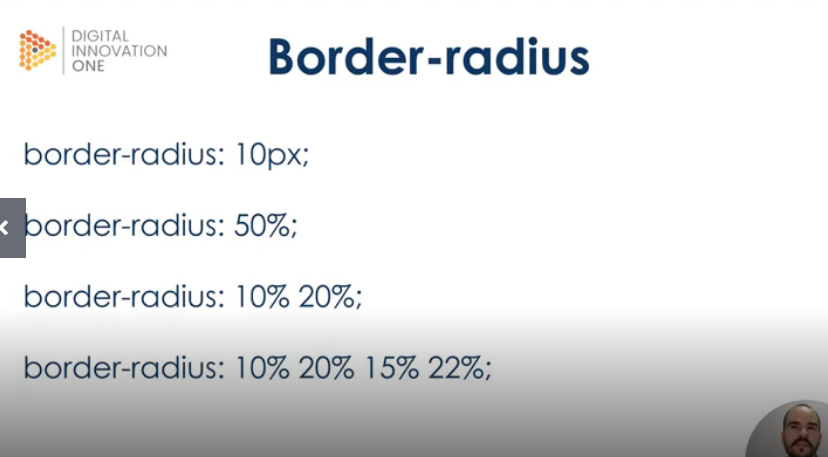 DIGITAL
INNOVATION
ONE
Border-radius
border-radius: 10px;
border-radius: 50%;
border-radius: 10% 20%;
border-radius: 10% 20% 15% 22%;